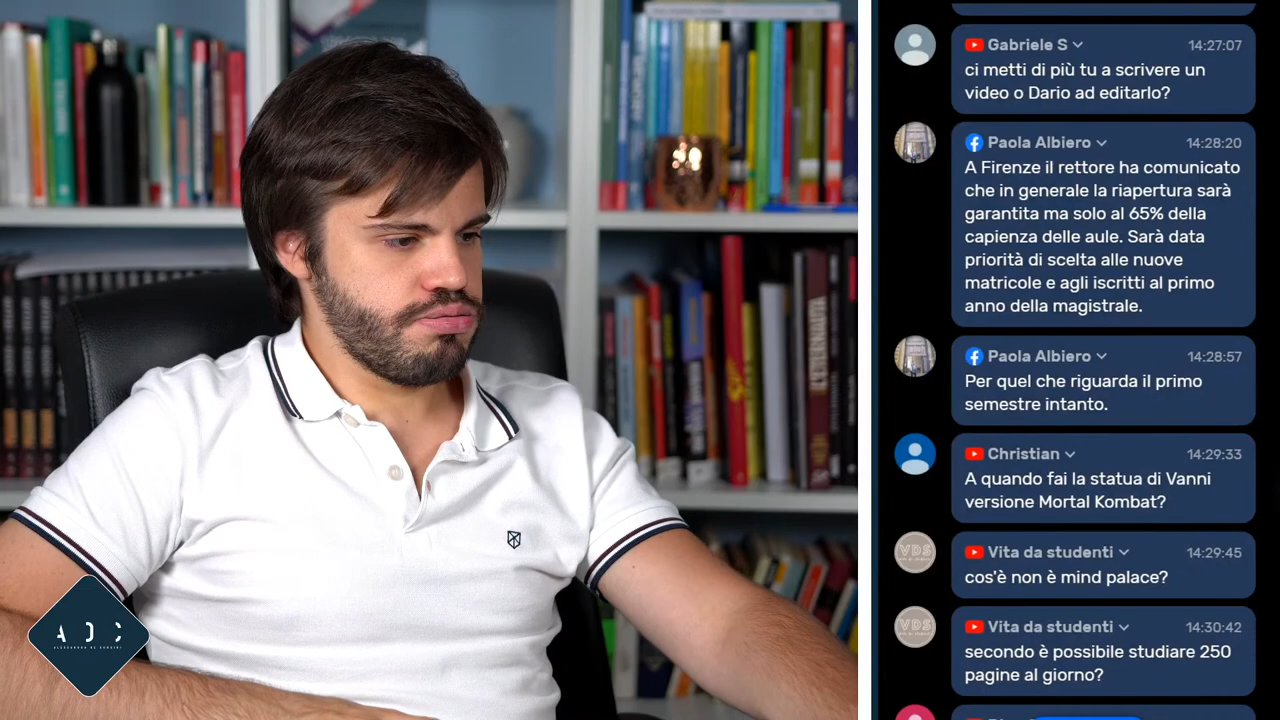 Gabriele S 14:27:07
ci metti di più tu a scrivere un
video o Dario ad editarlo?
Paola Albiero 14:28:20
A Firenze il rettore ha comunicato
che in generale la riapertura sarà
garantita ma solo al 65% della
capienza delle aule. Sarà data
priorità di scelta alle nuove
matricole e agli iscritti al primo
anno della magistrale.
Paola Albiero 14:28:57
Per quel che riguarda il primo
semestre intanto.
Christian 14:29:33
A quando fai la statua di Vanni
versione Mortal Kombat?
VDS
Vita da studenti 14:29:45
cos'è non è mind palace?
VDS
Vita da studenti 14:30:42
secondo è possibile studiare 250
pagine al giorno?
ADC